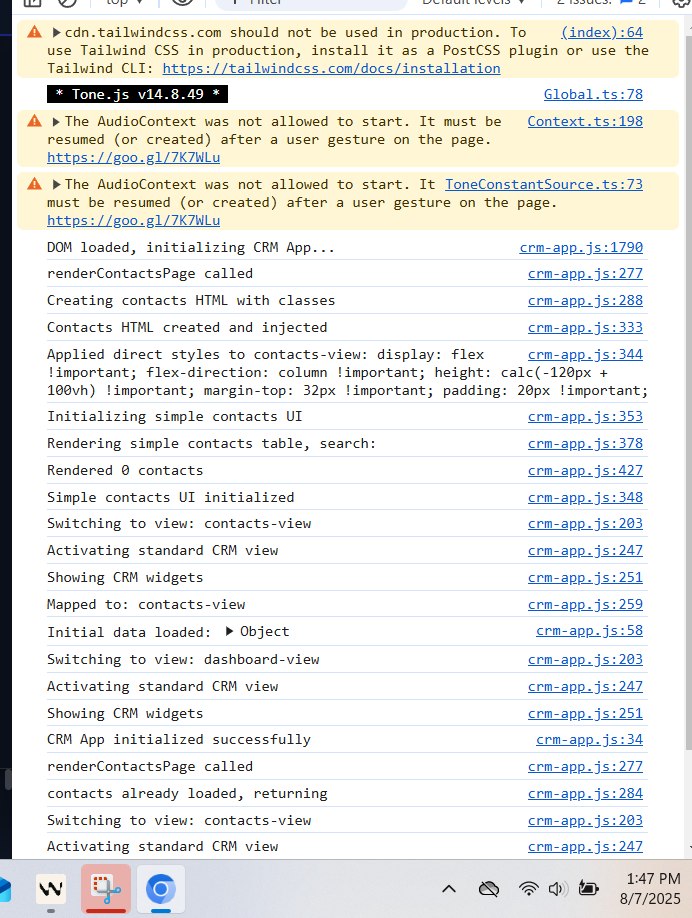 top
Filter
Default levels
2 Issues:
2
cdn.tailwindcss.com should not be used in production. To (index):64
use Tailwind CSS in production, install it as a PostCSS plugin or use the
Tailwind CLI: https://tailwindcss.com/docs/installation
* Tone.js v14.8.49 * Global.ts:78
The AudioContext was not allowed to start. It must be Context.ts:198
resumed (or created) after a user gesture on the page.
https://goo.gl/7K7WLu
The AudioContext was not allowed to start. It ToneConstantSource.ts:73
must be resumed (or created) after a user gesture on the page.
https://goo.gl/7K7WLu
DOM loaded, initializing CRM App... crm-app.js:1790
renderContactsPage called crm-app.js:277
Creating contacts HTML with classes crm-app.js:288
Contacts HTML created and injected crm-app.js:333
Applied direct styles to contacts-view: display: flex crm-app.js:344
!important; flex-direction: column !important; height: calc(-120px +
100vh) !important; margin-top: 32px !important; padding: 20px !important;
Initializing simple contacts UI crm-app.js:353
Rendering simple contacts table, search: crm-app.js:378
Rendered 0 contacts crm-app.js:427
Simple contacts UI initialized crm-app.js:348
Switching to view: contacts-view crm-app.js:203
Activating standard CRM view crm-app.js:247
Showing CRM widgets crm-app.js:251
Mapped to: contacts-view crm-app.js:259
Initial data loaded: Object crm-app.js:58
Switching to view: dashboard-view crm-app.js:203
Activating standard CRM view crm-app.js:247
Showing CRM widgets crm-app.js:251
CRM App initialized successfully crm-app.js:34
renderContactsPage called crm-app.js:277
contacts already loaded, returning crm-app.js:284
Switching to view: contacts-view crm-app.js:203
Activating standard CRM view crm-app.js:247
1:47 PM
8/7/2025